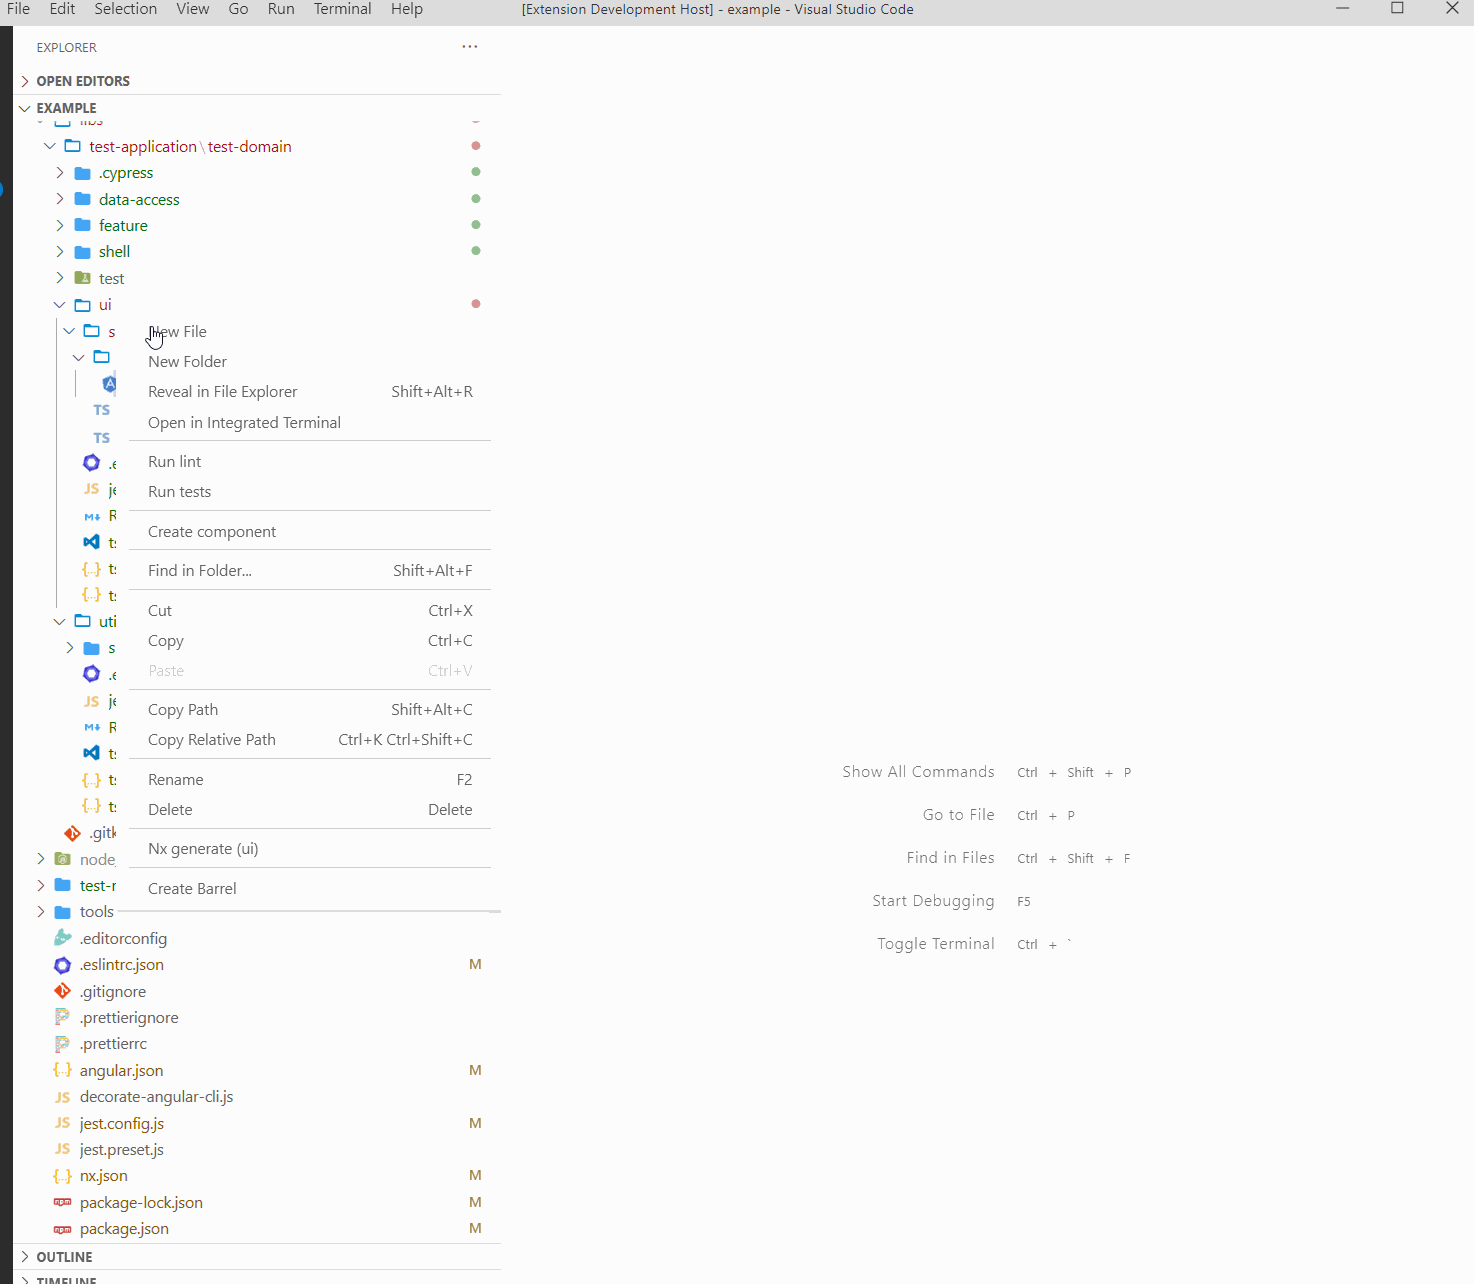 File Edit Selection View Go Run Terminal Help [Extension Development Host] - example - Visual Studio Code
EXPLORER
OPEN EDITORS
EXAMPLE
libs
test-application\test-domain
.cypress
data-access
feature
shell
test
ui
s New File
New Folder
Reveal in File Explorer Shift+Alt+R
TS Open in Integrated Terminal
TS
.e Run lint
JS je Run tests
M↓ R
ts Create component
{..} ts Find in Folder... Shift+Alt+F
{..} ts
Cut Ctrl+X
uti
s Copy Ctrl+C
.e Paste Ctrl+V
JS je
Copy Path Shift+Alt+C
M↓ R
Copy Relative Path Ctrl+K Ctrl+Shift+C
ts
{..} ts Rename F2
{..} ts Delete Delete
.gitk
Nx generate (ui)
node
test-r Create Barrel
tools
.editorconfig
.eslintrc.json M
.gitignore
.prettierignore
.prettierrc
{..} angular.json M
JS decorate-angular-cli.js
JS jest.config.js M
JS jest.preset.js
{..} nx.json M
npm package-lock.json M
npm package.json M
OUTLINE
TIMELINE
Show All Commands Ctrl + Shift + P
Go to File Ctrl + P
Find in Files Ctrl + Shift + F
Start Debugging F5
Toggle Terminal Ctrl + `